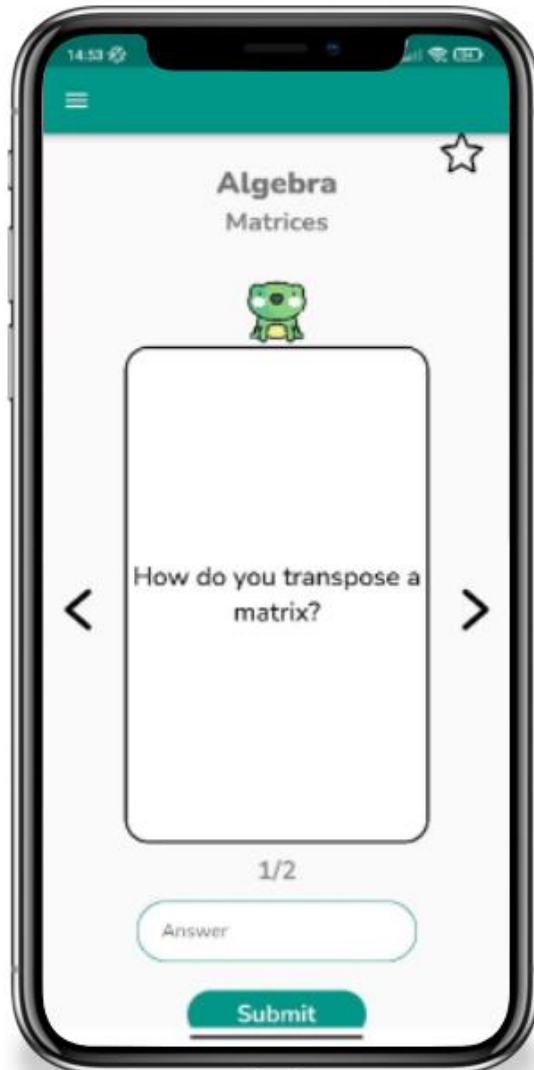 14:53
Algebra
Matrices
How do you transpose a
matrix?
1/2
Answer
Submit